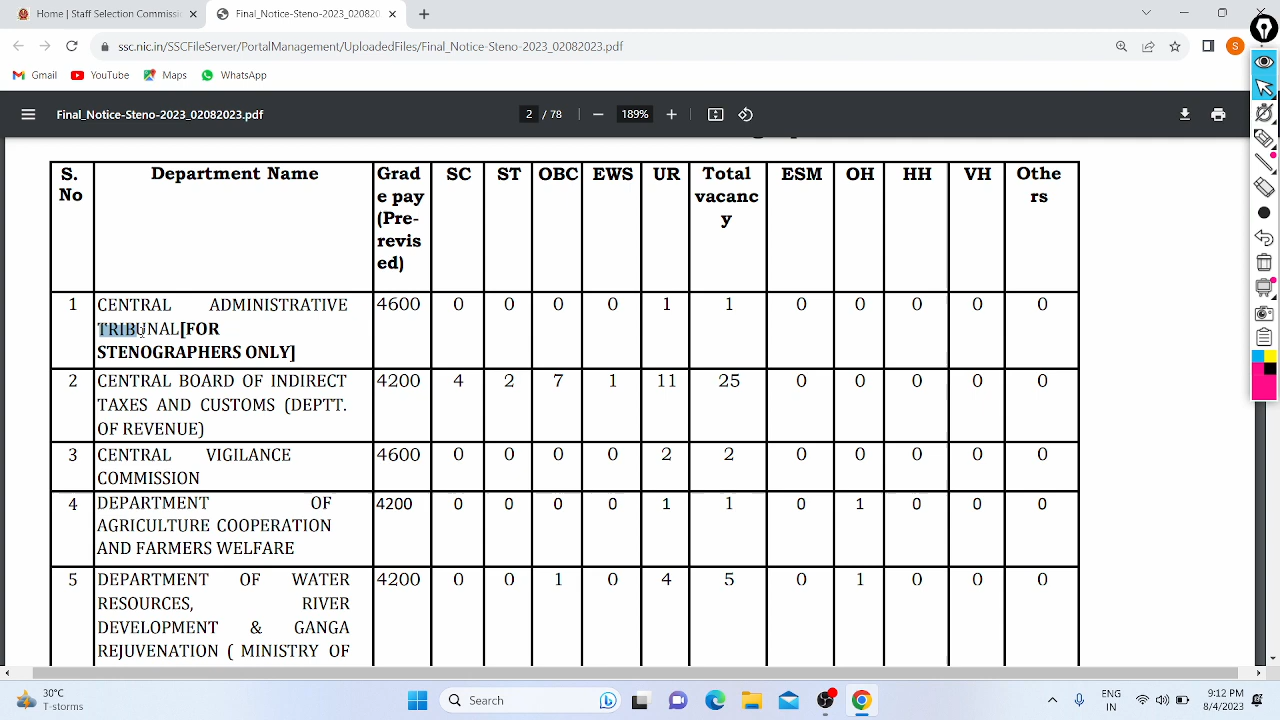 Home | Staff Selection Commissi
Final_Notice-Steno-2023_020820
ssc.nic.in/SSCFileServer/PortalManagement/UploadedFiles/Final_Notice-Steno-2023_02082023.pdf
S
Gmail YouTube Maps WhatsApp
Final_Notice-Steno-2023_02082023.pdf 2 / 78 189%
S. No Department Name Grad e pay (Pre- revis ed) SC ST OBC EWS UR Total vacanc y ESM OH HH VH Othe rs
1 CENTRAL ADMINISTRATIVE 4600 0 0 0 0 1 1 0 0 0 0 0
TRIBUNAL[FOR
STENOGRAPHERS ONLY]
2 CENTRAL BOARD OF INDIRECT 4200 4 2 7 1 11 25 0 0 0 0 0
TAXES AND CUSTOMS (DEPTT.
OF REVENUE)
3 CENTRAL VIGILANCE 4600 0 0 0 0 2 2 0 0 0 0 0
COMMISSION
4 DEPARTMENT OF 4200 0 0 0 0 1 1 0 1 0 0 0
AGRICULTURE COOPERATION
AND FARMERS WELFARE
5 DEPARTMENT OF WATER 4200 0 0 1 0 4 5 0 1 0 0 0
RESOURCES, RIVER
DEVELOPMENT & GANGA
REJUVENATION ( MINISTRY OF
30°C
T-storms
Search
ENG
IN
9:12 PM
8/4/2023